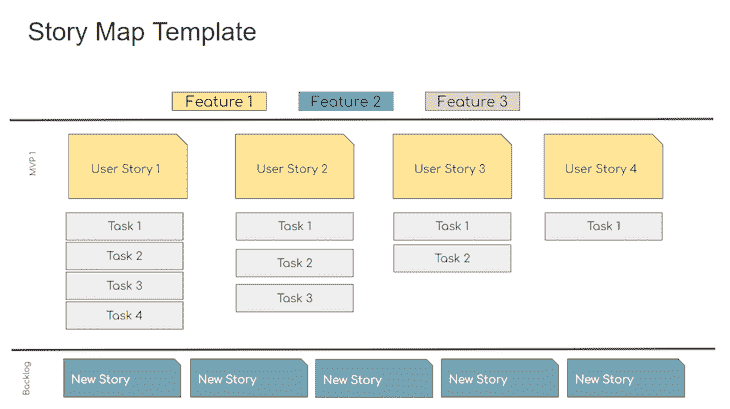 Story Map Template
Feature 1 Feature 2 Feature 3
MVP 1
User Story 1 User Story 2 User Story 3 User Story 4
Task 1 Task 1 Task 1 Task 1
Task 2 Task 2 Task 2
Task 3 Task 3
Task 4
Backlog
New Story New Story New Story New Story New Story